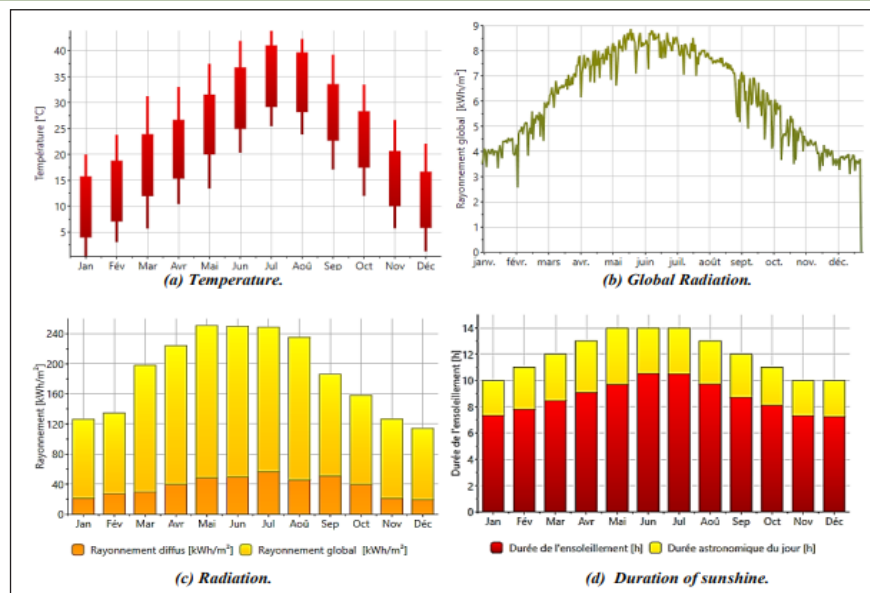 40
35
30
25
20
15
10
5
Température [°C]
Jan Fév Mar Avr Mai Jun Jul Aoû Sep Oct Nov Déc
(a) Temperature.
9
8
7
6
5
4
3
2
1
0
Rayonnement global [kWh/m²]
janv. févr. mars avr. mai juin juil. août sept. oct. nov. déc.
(b) Global Radiation.
240
200
160
120
80
40
0
Rayonnement [kWh/m²]
Jan Fév Mar Avr Mai Jun Jul Aoû Sep Oct Nov Déc
Rayonnement diffus [kWh/m²] Rayonnement global [kWh/m²]
(c) Radiation.
14
12
10
8
6
4
2
0
Durée de l'ensoleillement [h]
Jan Fév Mar Avr Mai Jun Jul Aoû Sep Oct Nov Déc
Durée de l'ensoleillement [h] Durée astronomique du jour [h]
(d) Duration of sunshine.